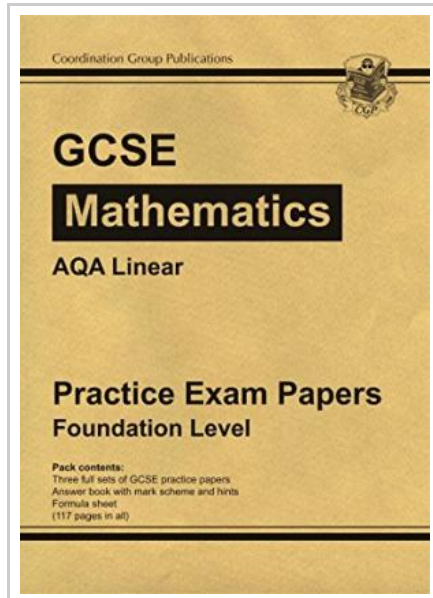 Coordination Group Publications
CGP
GCSE
Mathematics
AQA Linear
Practice Exam Papers
Foundation Level
Pack contents:
Three full sets of GCSE practice papers
Answer book with mark scheme and hints
Formula sheet
(117 pages in all)